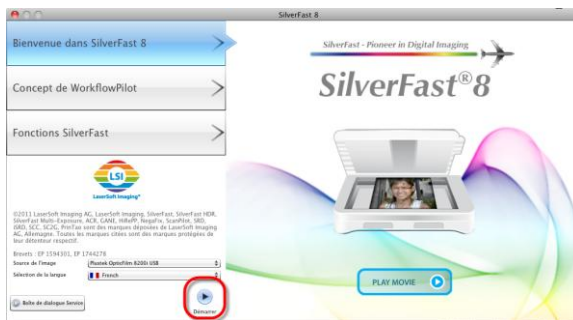 SilverFast 8
Bienvenue dans SilverFast 8
Concept de WorkflowPilot
Fonctions SilverFast
LSI
LaserSoft Imaging®
©2011 LaserSoft Imaging AG, LaserSoft Imaging, SilverFast, SilverFast HDR,
SilverFast Multi-Exposure, ACR, GANE, HiRePP, NegaFix, ScanPilot, SRD,
iSRD, SCC, SC2G, PrinTao sont des marques déposées de LaserSoft Imaging
AG, Allemagne. Toutes les marques citées sont des marques protégées de
leur détenteur respectif.
Brevets : EP 1594301, EP 1744278
Source de l'image
Plustek OpticFilm 8200i USB
Sélection de la langue
French
Boîte de dialogue Service
Démarrer
SilverFast - Pioneer in Digital Imaging
SilverFast®8
PLAY MOVIE